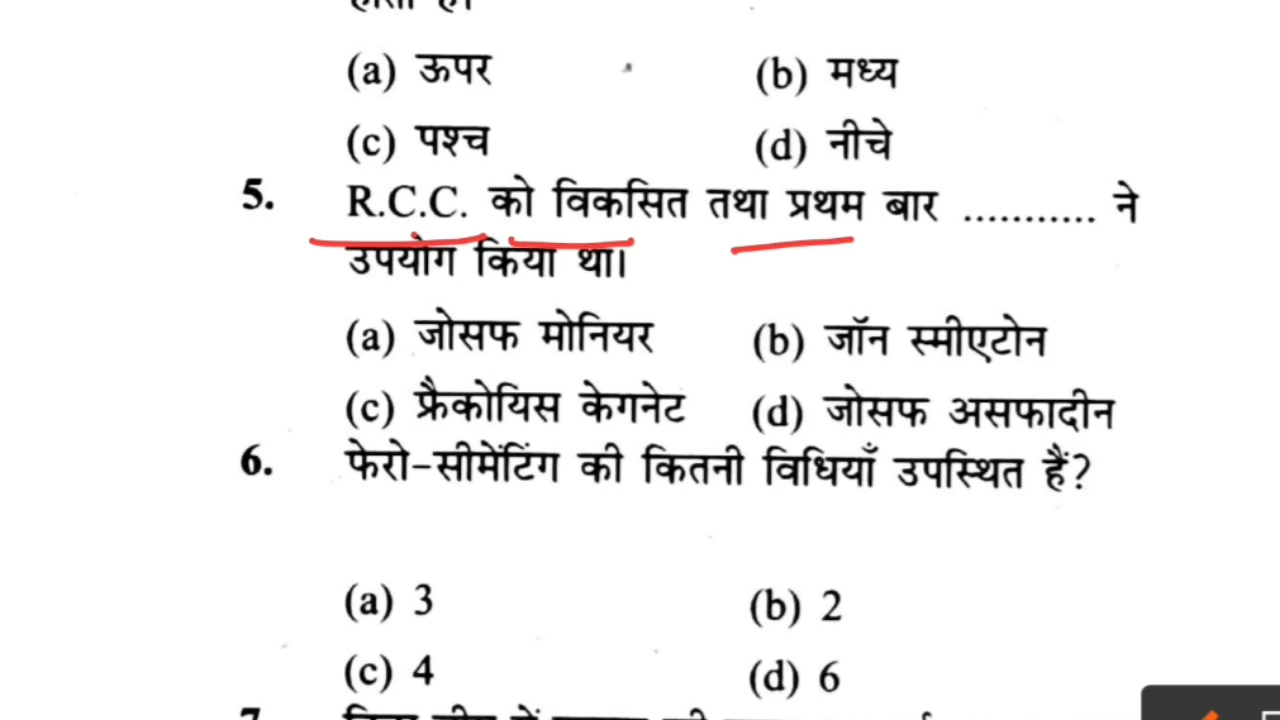 (a) ऊपर (b) मध्य
(c) पश्च (d) नीचे
5. R.C.C. को विकसित तथा प्रथम बार ........... ने
उपयोग किया था।
(a) जोसफ मोनियर (b) जॉन स्मीएटोन
(c) फ्रैकोयिस केगनेट (d) जोसफ असफादीन
6. फेरो-सीमेंटिंग की कितनी विधियाँ उपस्थित हैं?
(a) 3 (b) 2
(c) 4 (d) 6